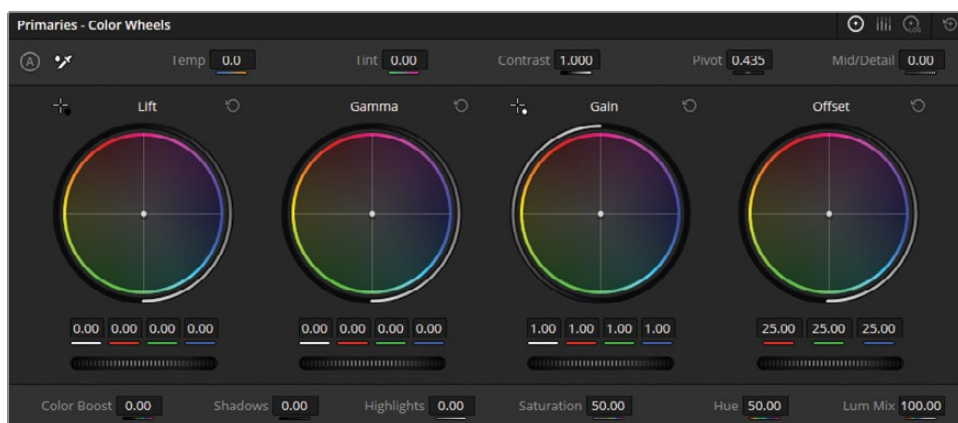 Primaries - Color Wheels
A Temp 0.0 Tint 0.00 Contrast 1.000 Pivot 0.435 Mid/Detail 0.00
Lift Gamma Gain Offset
0.00 0.00 0.00 0.00 0.00 0.00 0.00 0.00 1.00 1.00 1.00 1.00 25.00 25.00 25.00
Color Boost 0.00 Shadows 0.00 Highlights 0.00 Saturation 50.00 Hue 50.00 Lum Mix 100.00